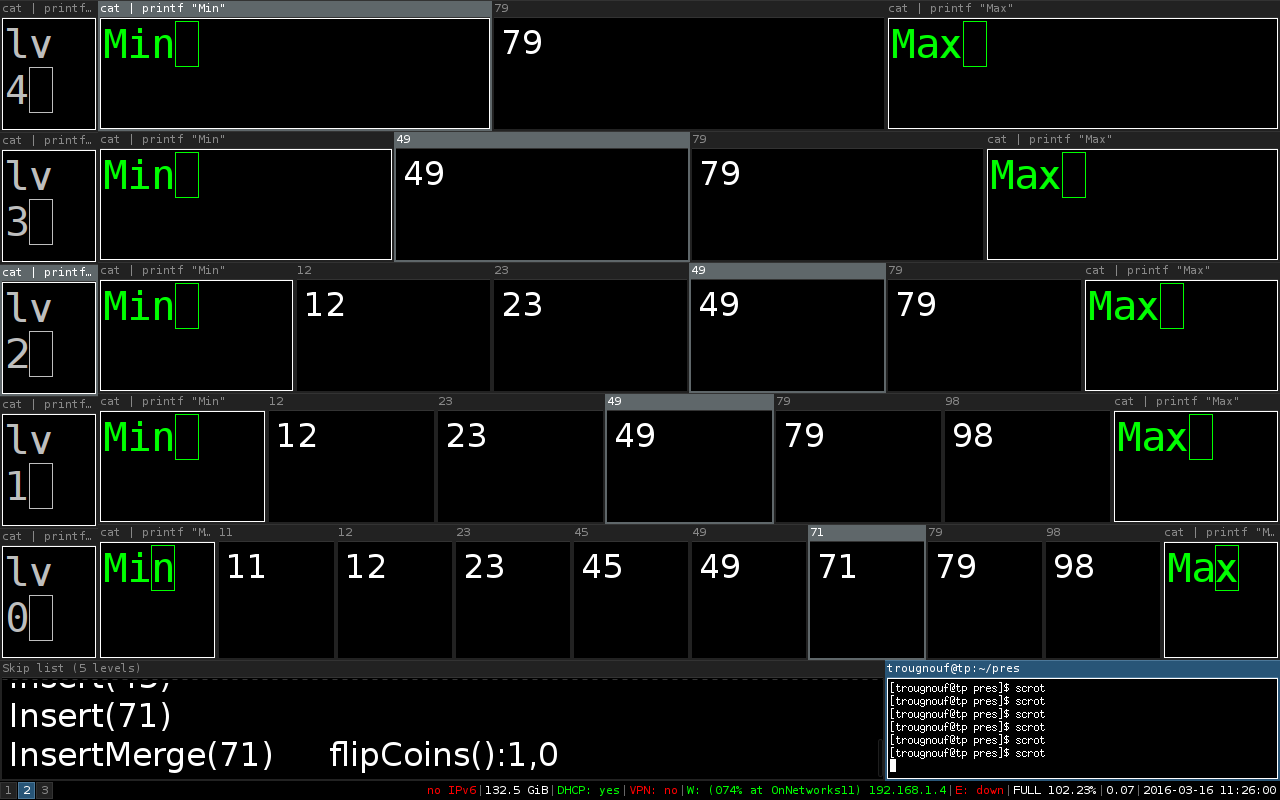 cat | printf… cat | printf "Min" 79 cat | printf "Max"
lv 4 Min 79 Max
cat | printf… cat | printf "Min" 49 79 cat | printf "Max"
lv 3 Min 49 79 Max
cat | printf… cat | printf "Min" 12 23 49 79 cat | printf "Max"
lv 2 Min 12 23 49 79 Max
cat | printf… cat | printf "Min" 12 23 49 79 98 cat | printf "Max"
lv 1 Min 12 23 49 79 98 Max
cat | printf… cat | printf "M… 11 12 23 45 49 71 79 98 cat | printf "M…
lv 0 Min 11 12 23 45 49 71 79 98 Max
Skip list (5 levels)
Insert(71)
InsertMerge(71) flipCoins():1,0
trougnouf@tp:~/pres
[trougnouf@tp pres]$ scrot
[trougnouf@tp pres]$ scrot
[trougnouf@tp pres]$ scrot
[trougnouf@tp pres]$ scrot
[trougnouf@tp pres]$ scrot
[trougnouf@tp pres]$ scrot
1 2 3 no IPv6|132.5 GiB|DHCP: yes|VPN: no|W: (074% at OnNetworks11) 192.168.1.4|E: down|FULL 102.23%|0.07|2016-03-16 11:26:00